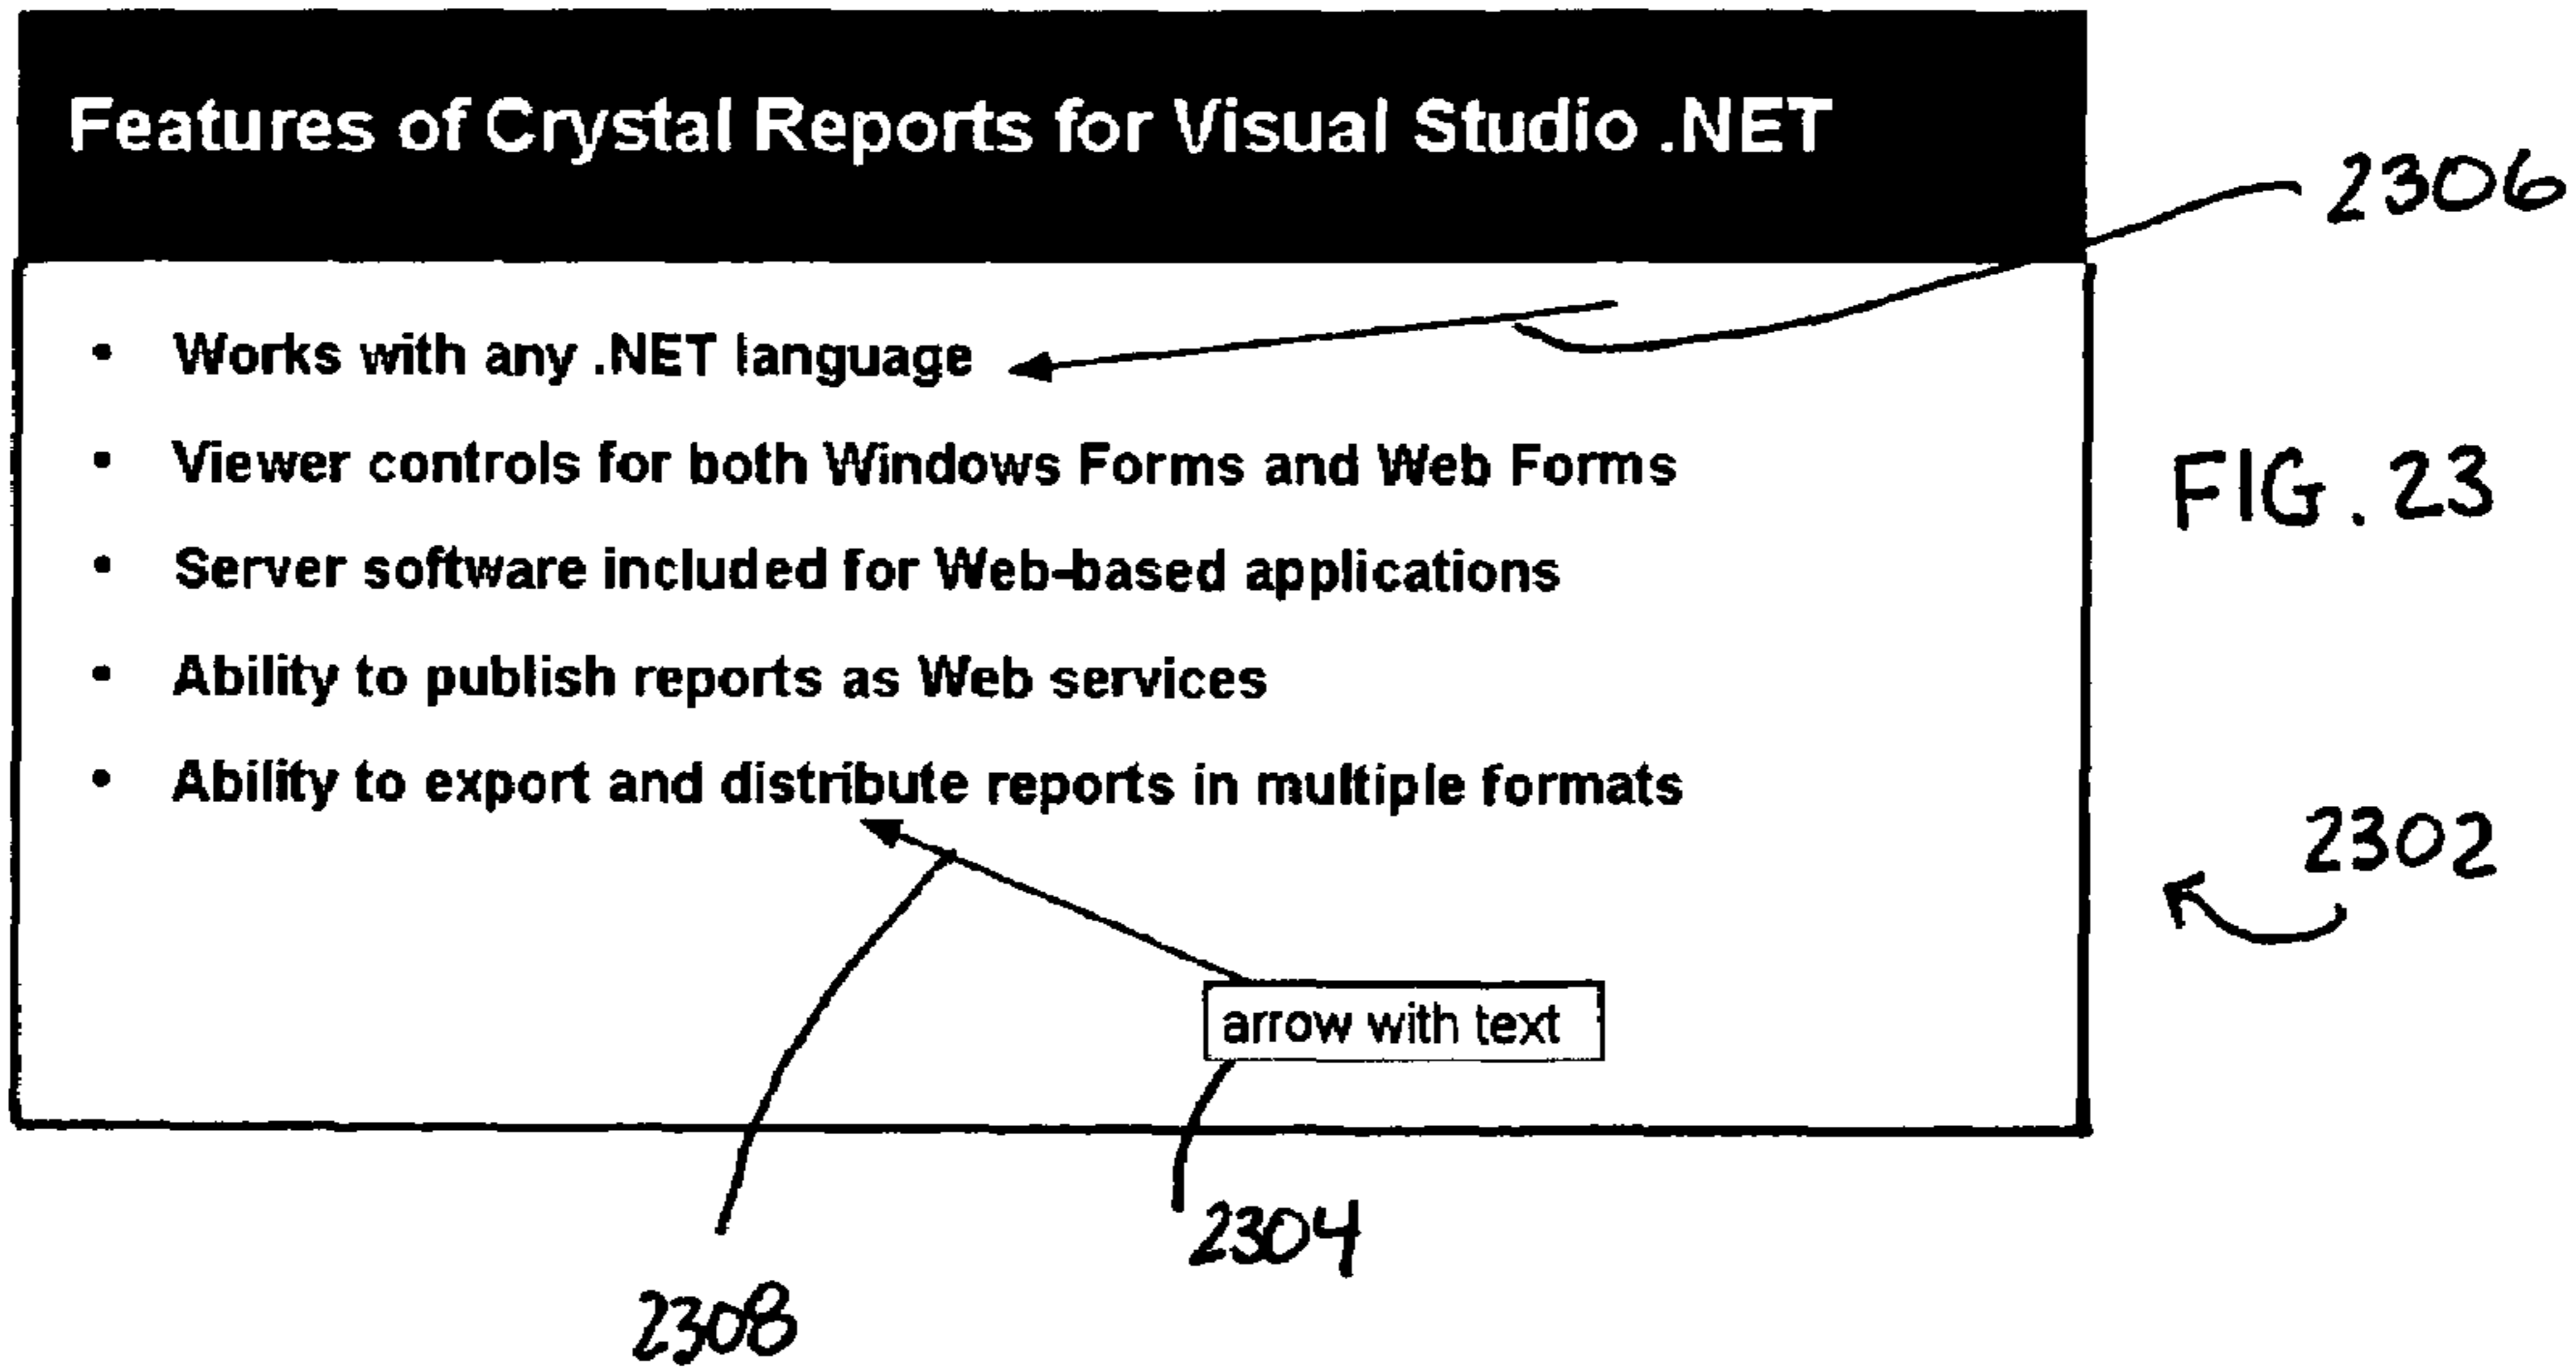 Features of Crystal Reports for Visual Studio .NET
2306
• Works with any .NET language
• Viewer controls for both Windows Forms and Web Forms
FIG. 23
• Server software included for Web-based applications
• Ability to publish reports as Web services
• Ability to export and distribute reports in multiple formats
2302
arrow with text
2304
2308